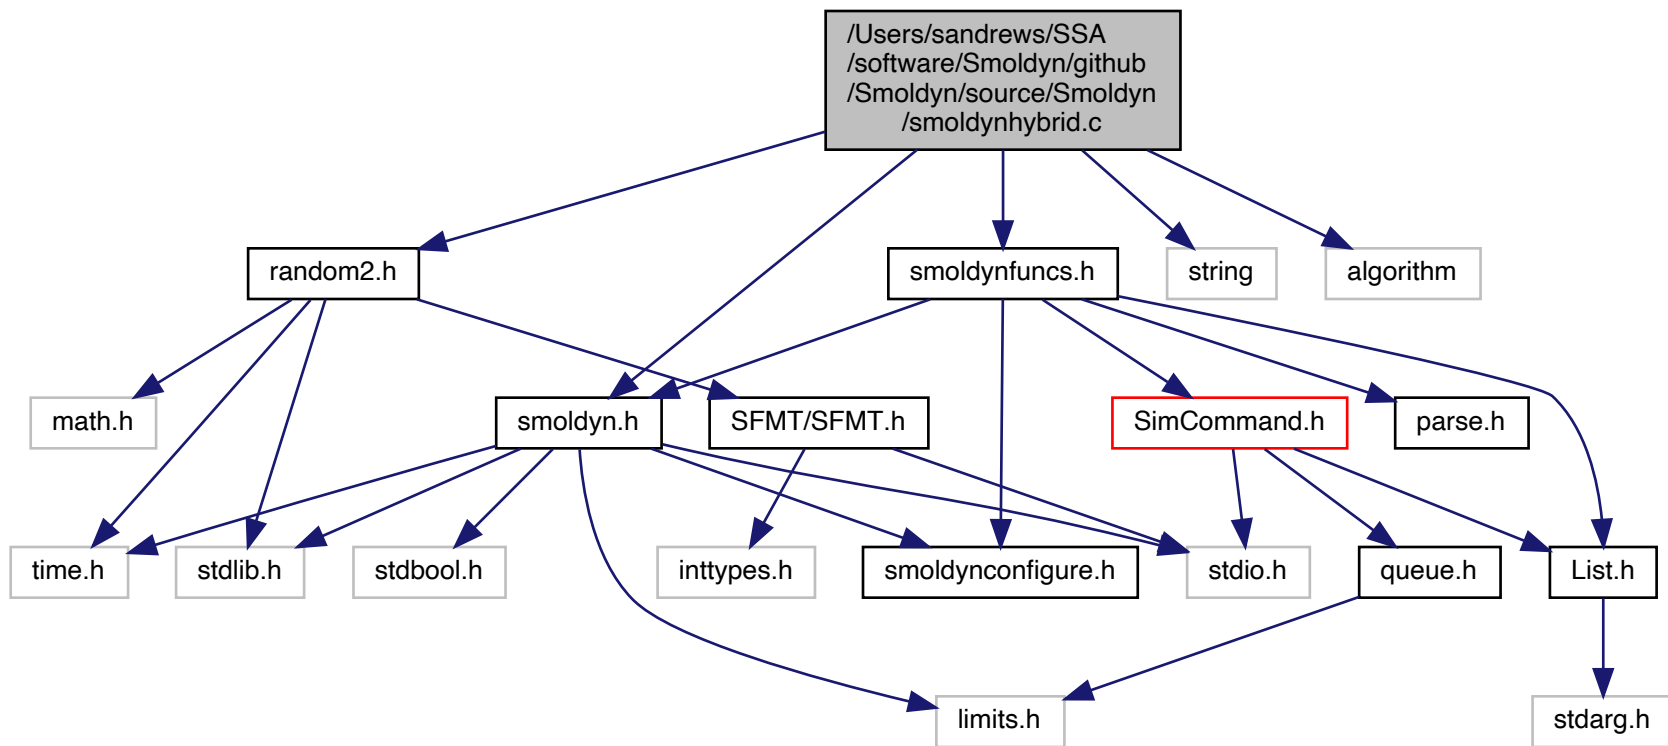 /Users/sandrews/SSA
/software/Smoldyn/github
/Smoldyn/source/Smoldyn
/smoldynhybrid.c
random2.h
smoldynfuncs.h
string
algorithm
math.h
smoldyn.h
SFMT/SFMT.h
SimCommand.h
parse.h
time.h
stdlib.h
stdbool.h
inttypes.h
smoldynconfigure.h
stdio.h
queue.h
List.h
limits.h
stdarg.h